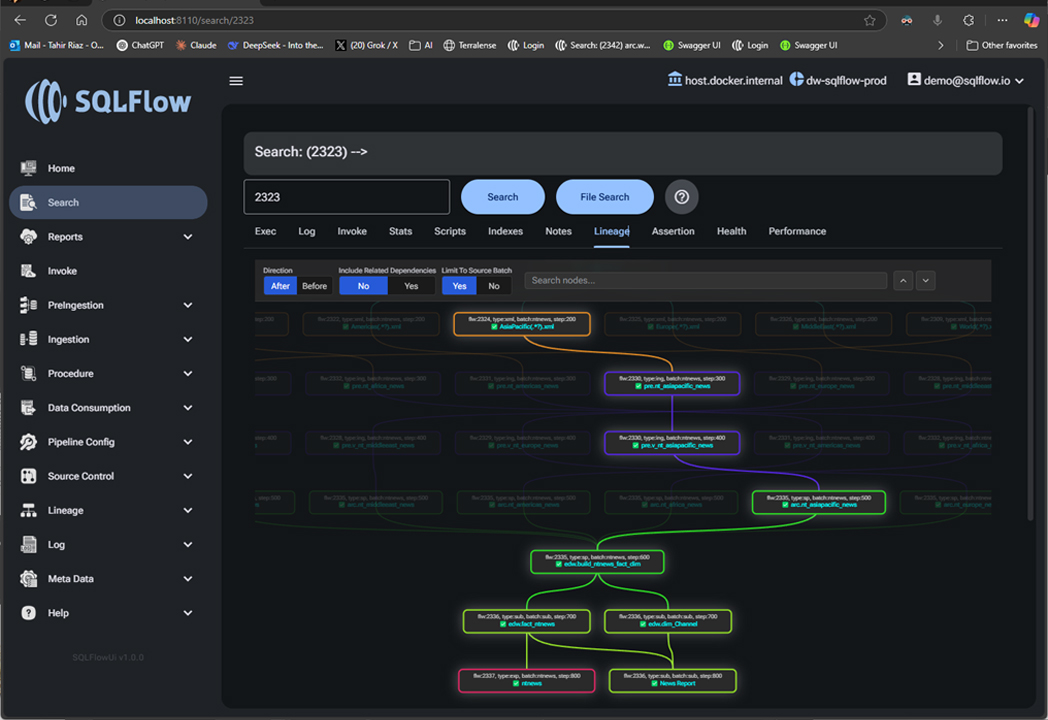 localhost:8110/search/2323
Mail - Tahir Riaz - O... ChatGPT Claude DeepSeek - Into the... (20) Grok / X AI Terralense Login Search: (2342) arc.w... Swagger UI Login Swagger UI Other favorites
SQLFlow
host.docker.internal dw-sqlflow-prod demo@sqlflow.io
Search: (2323) -->
2323 Search File Search
Exec Log Invoke Stats Scripts Indexes Notes Lineage Assertion Health Performance
Home
Search
Reports
Invoke
PreIngestion
Ingestion
Procedure
Data Consumption
Pipeline Config
Source Control
Lineage
Log
Meta Data
Help
SQLFlowUI v1.0.0
Direction Include Related Dependencies Limit To Source Batch
After Before No Yes Yes No Search nodes...
flw:2324, type:xml, batch:ntnews, step:200
AsiaPacific(.*?).xml
flw:2330, type:ing, batch:ntnews, step:300
pre.nt_asiapacific_news
flw:2330, type:ing, batch:ntnews, step:400
pre.v_nt_asiapacific_news
flw:2335, type:sp, batch:ntnews, step:500
arc.nt_asiapacific_news
flw:2335, type:sp, batch:ntnews, step:600
edw.build_ntnews_fact_dim
flw:2336, type:sub, batch:sub, step:700 flw:2336, type:sub, batch:sub, step:700
edw.fact_ntnews edw.dim_Channel
flw:2337, type:exp, batch:ntnews, step:800 flw:2336, type:sub, batch:sub, step:800
ntnews News Report